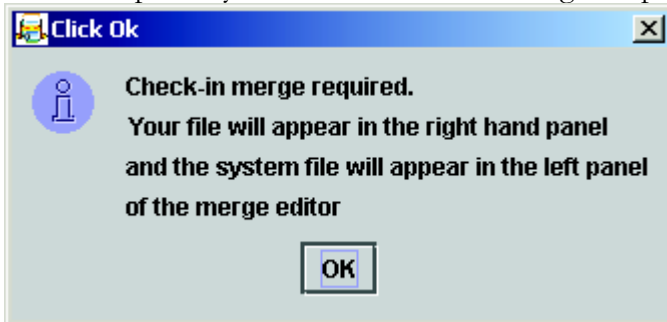 Click Ok
Check-in merge required.
Your file will appear in the right hand panel
and the system file will appear in the left panel
of the merge editor
OK